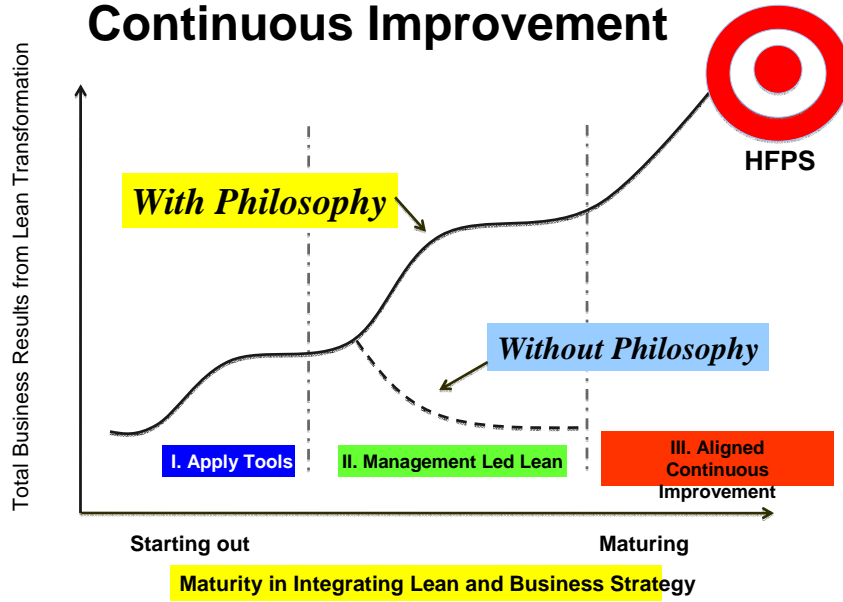 Continuous Improvement
Total Business Results from Lean Transformation
HFPS
With Philosophy
Without Philosophy
I. Apply Tools
II. Management Led Lean
III. Aligned
Continuous
Improvement
Starting out
Maturing
Maturity in Integrating Lean and Business Strategy